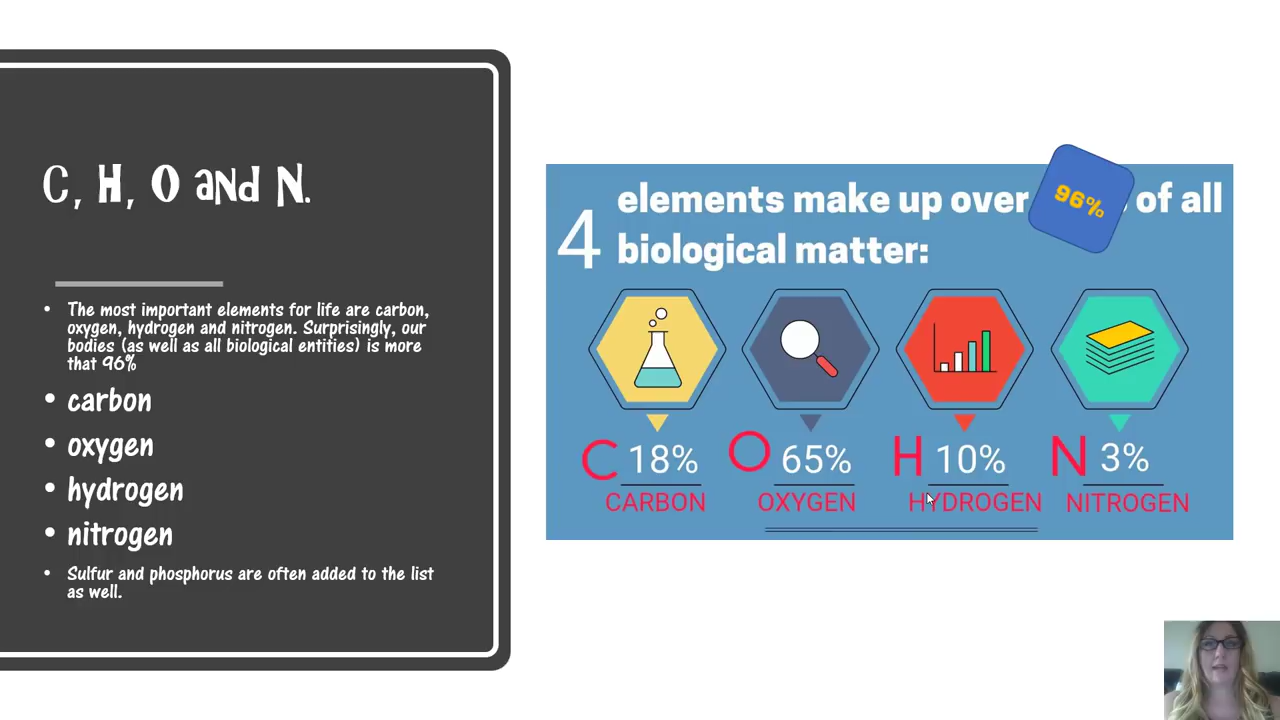 C, H, O and N.
• The most important elements for life are carbon,
oxygen, hydrogen and nitrogen. Surprisingly, our
bodies (as well as all biological entities) is more
that 96%
• carbon
• oxygen
• hydrogen
• nitrogen
• Sulfur and phosphorus are often added to the list
as well.
4 elements make up over 96% of all
biological matter:
C 18% O 65% H 10% N 3%
CARBON OXYGEN HYDROGEN NITROGEN